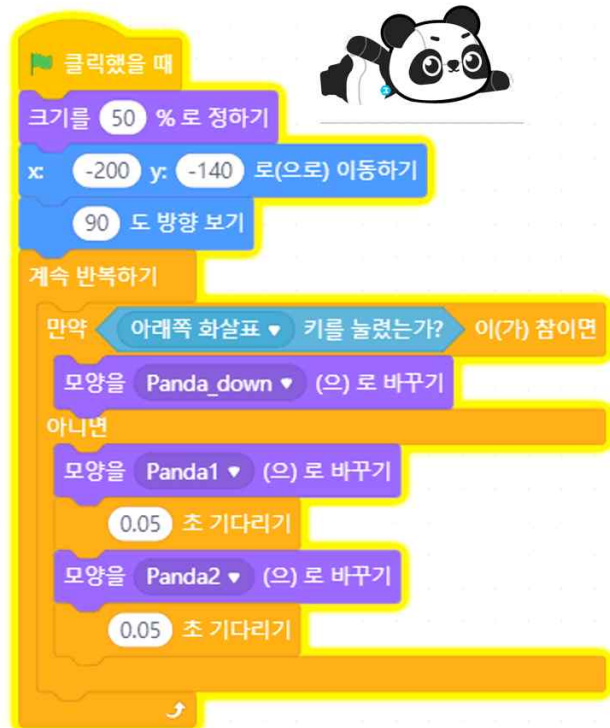 클릭했을 때
크기를 50 % 로 정하기
x: -200 y: -140 로(으로) 이동하기
90 도 방향 보기
계속 반복하기
만약 아래쪽 화살표 키를 눌렀는가? 이(가) 참이면
모양을 Panda_down (으) 로 바꾸기
아니면
모양을 Panda1 (으) 로 바꾸기
0.05 초 기다리기
모양을 Panda2 (으) 로 바꾸기
0.05 초 기다리기